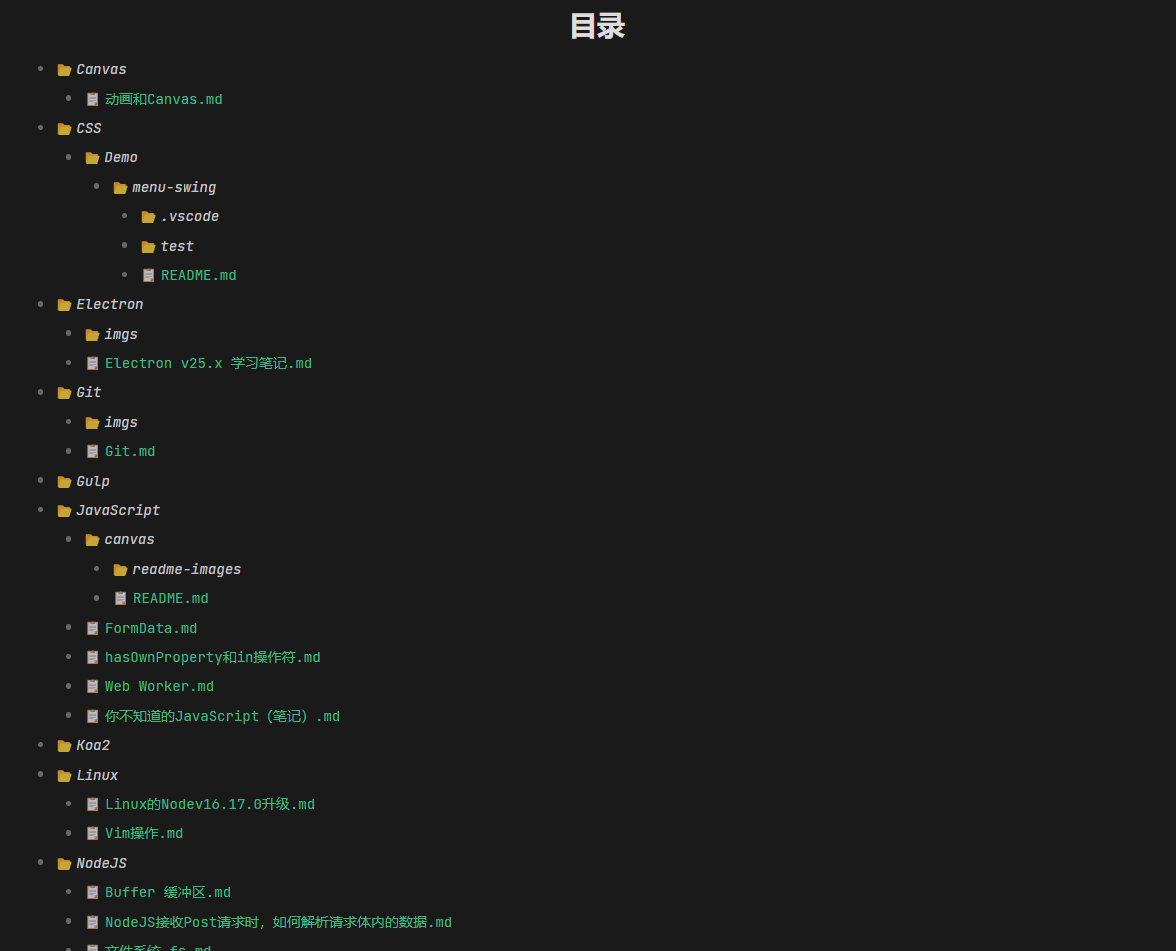 目录
Canvas
动画和Canvas.md
CSS
Demo
menu-swing
.vscode
test
README.md
Electron
imgs
Electron v25.x 学习笔记.md
Git
imgs
Git.md
Gulp
JavaScript
canvas
readme-images
README.md
FormData.md
hasOwnProperty和in操作符.md
Web Worker.md
你不知道的JavaScript（笔记）.md
Koa2
Linux
Linux的Nodev16.17.0升级.md
Vim操作.md
NodeJS
Buffer 缓冲区.md
NodeJS接收Post请求时，如何解析请求体内的数据.md
文件系统 fs.md